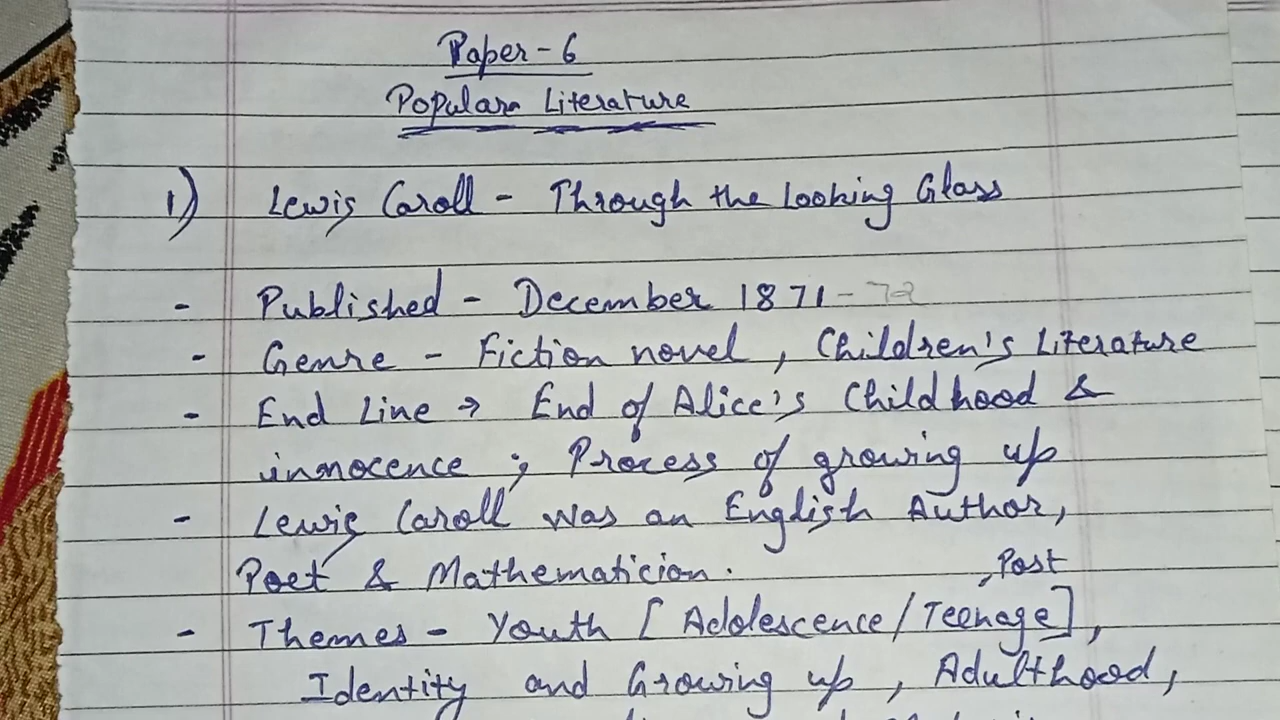 Paper-6
Popular Literature
1) Lewis Caroll - Through the Looking Glass
- Published - December 1871-72
- Genre - Fiction novel, Children's Literature
- End Line → End of Alice's Childhood &
innocence ; Process of growing up
- Lewis Caroll was an English Author,
Poet & Mathematicion.
, Post
- Themes - Youth [Adolescence/Teenage],
Identity and Growing up, Adulthood,